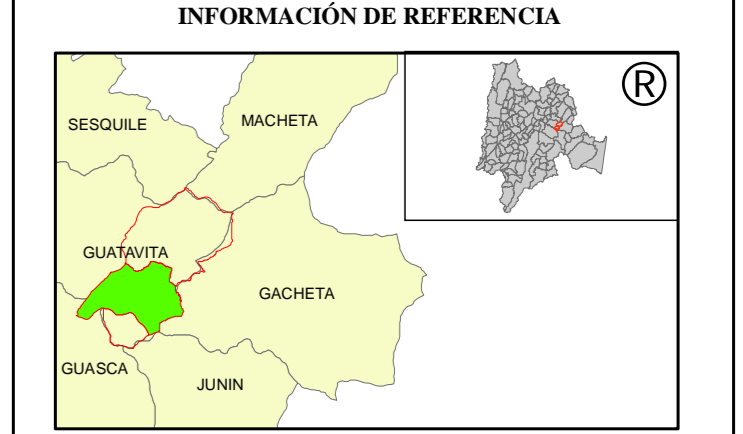 INFORMACIÓN DE REFERENCIA
®
SESQUILE
MACHETA
GUATAVITA
GACHETA
GUASCA
JUNIN